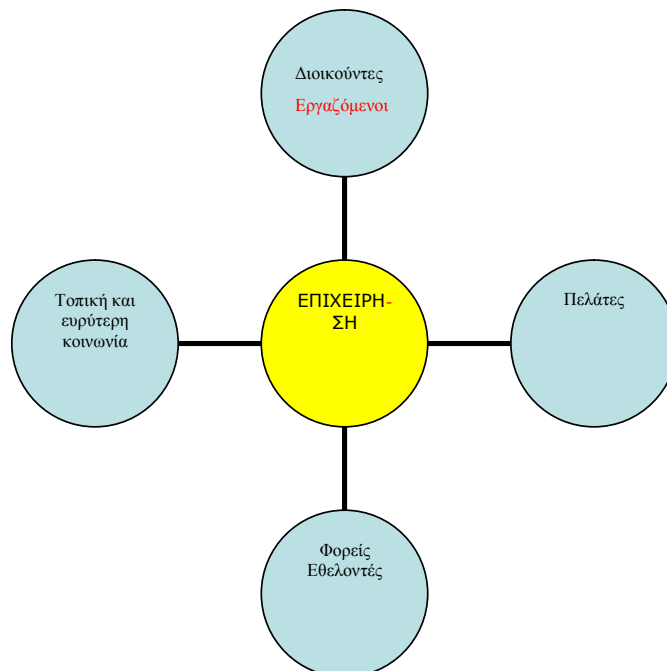 Διοικούντες
Εργαζόμενοι
Τοπική και
ευρύτερη
κοινωνία
ΕΠΙΧΕΙΡΗ-
ΣΗ
Πελάτες
Φορείς
Εθελοντές